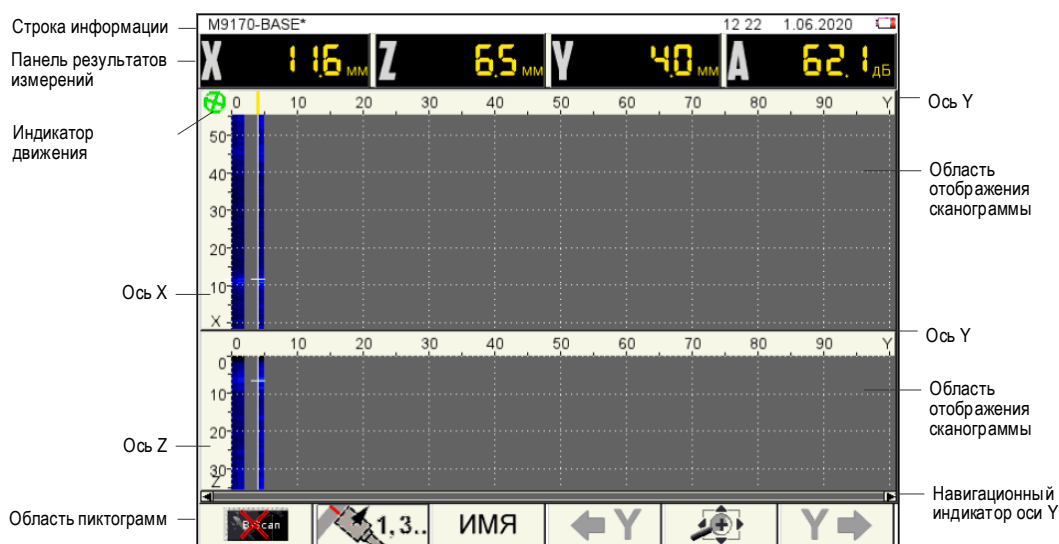 Строка информации
M9170-BASE*
12 22 1.06.2020
Панель результатов
измерений
X 11.6 мм Z 6.5 мм Y 4.0 мм A 62.1 дБ
Индикатор
движения
0 10 20 30 40 50 60 70 80 90 Y
Ось Y
50
40
30
20
10
X
Область
отображения
сканограммы
Ось X
0 10 20 30 40 50 60 70 80 90 Y
Ось Y
0
10
20
30
Z
Область
отображения
сканограммы
Ось Z
Навигационный
индикатор оси Y
Область пиктограмм
B-Scan
1, 3..
ИМЯ
Y
Y